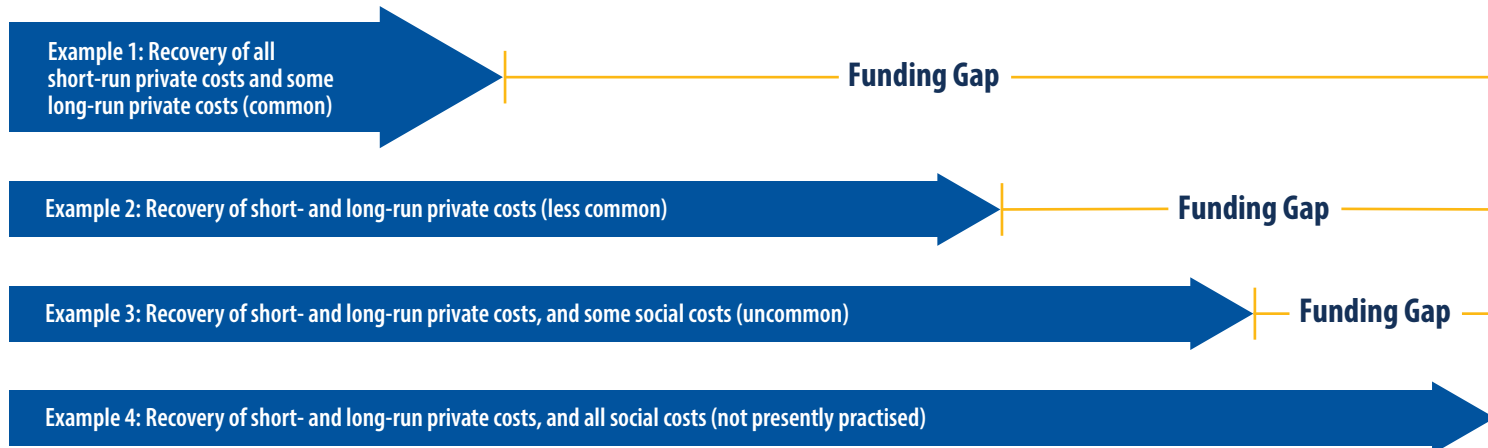 Example 1: Recovery of all
short-run private costs and some
long-run private costs (common)
Funding Gap
Example 2: Recovery of short- and long-run private costs (less common)
Funding Gap
Example 3: Recovery of short- and long-run private costs, and some social costs (uncommon)
Funding Gap
Example 4: Recovery of short- and long-run private costs, and all social costs (not presently practised)